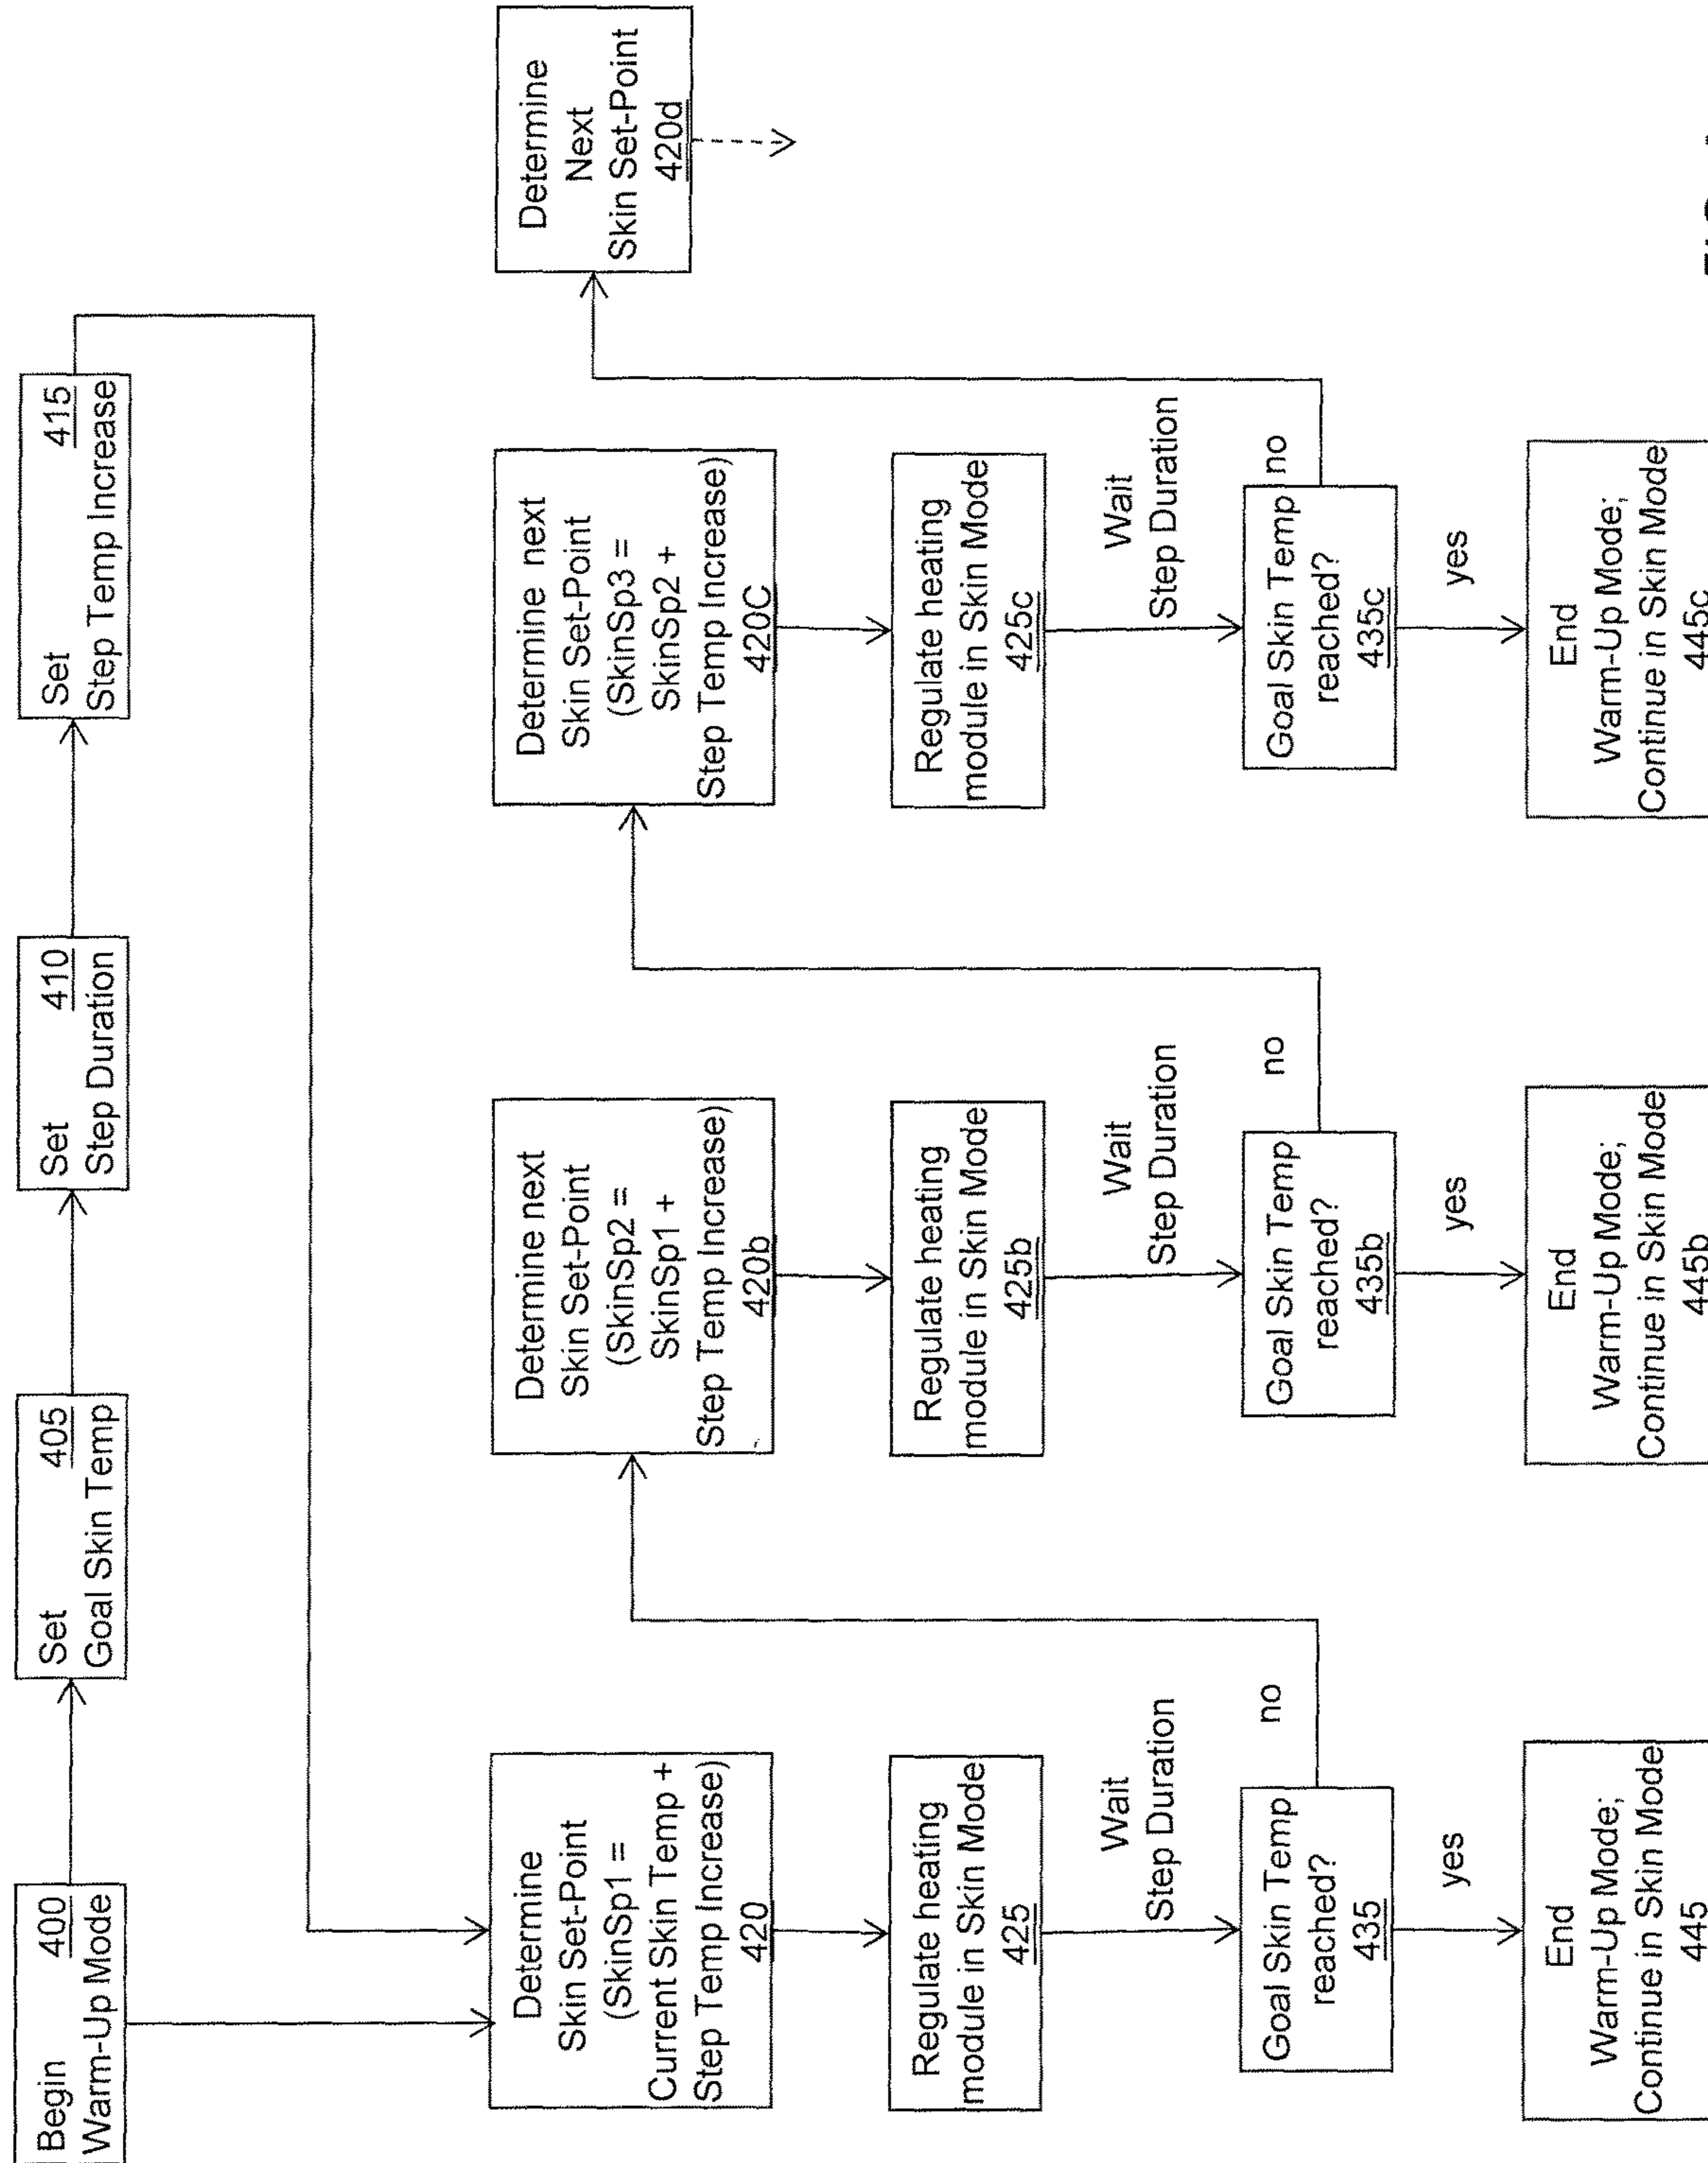 Begin 400
Warm-Up Mode
Set 405
Goal Skin Temp
Set 410
Step Duration
Set 415
Step Temp Increase
Determine
Skin Set-Point
(SkinSp1 =
Current Skin Temp +
Step Temp Increase)
420
Regulate heating
module in Skin Mode
425
Wait
Step Duration
Goal Skin Temp
reached?
435
no
yes
End
Warm-Up Mode;
Continue in Skin Mode
445
Determine next
Skin Set-Point
(SkinSp2 =
SkinSp1 +
Step Temp Increase)
420b
Regulate heating
module in Skin Mode
425b
Wait
Step Duration
Goal Skin Temp
reached?
435b
no
yes
End
Warm-Up Mode;
Continue in Skin Mode
445b
Determine next
Skin Set-Point
(SkinSp3 =
SkinSp2 +
Step Temp Increase)
420C
Regulate heating
module in Skin Mode
425c
Wait
Step Duration
Goal Skin Temp
reached?
435c
no
yes
End
Warm-Up Mode;
Continue in Skin Mode
445c
Determine
Next
Skin Set-Point
420d